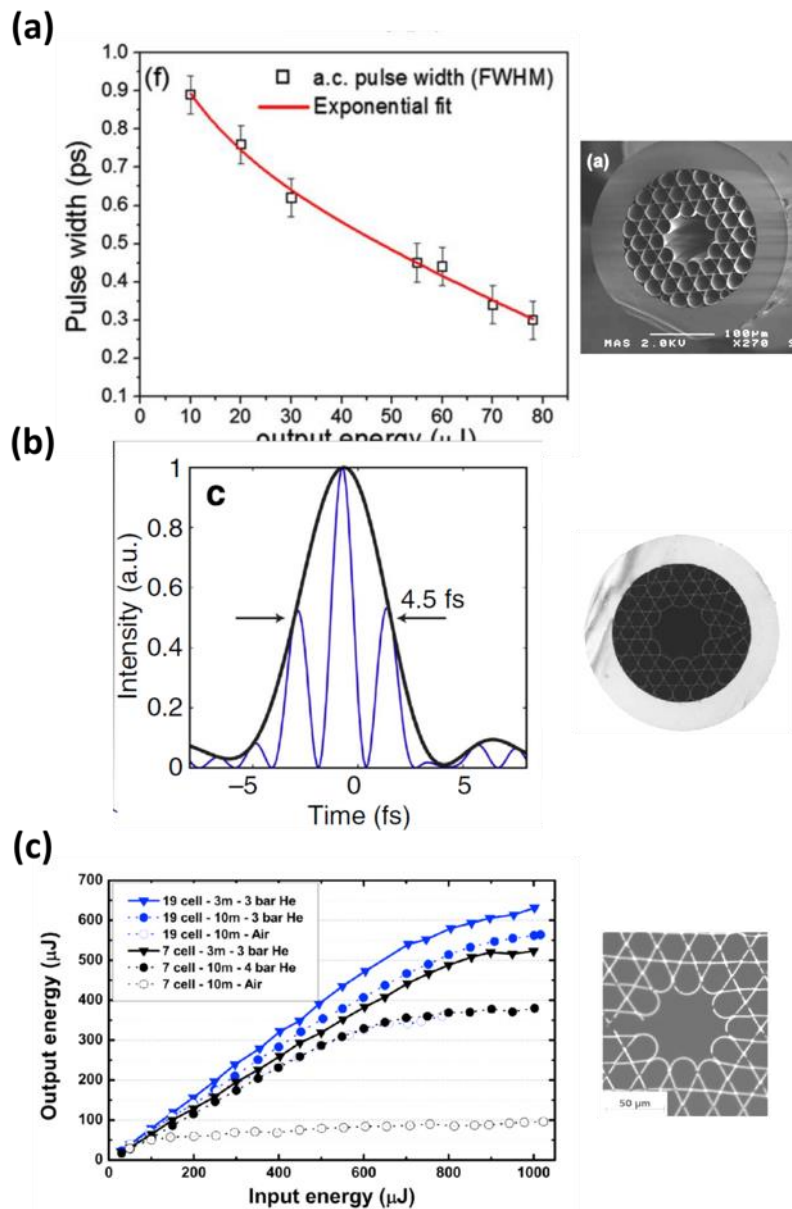 (a)
(f)
a.c. pulse width (FWHM)
Exponential fit
Pulse width (ps)
1.0
0.9
0.8
0.7
0.6
0.5
0.4
0.3
0.2
0.1
0 10 20 30 40 50 60 70 80
output energy (µJ)
(a)
100µm
MAS 2.0KV X270
(b)
c
4.5 fs
Intensity (a.u.)
1
0.8
0.6
0.4
0.2
0
−5 0 5
Time (fs)
(c)
19 cell - 3m - 3 bar He
19 cell - 10m - 3 bar He
19 cell - 10m - Air
7 cell - 3m - 3 bar He
7 cell - 10m - 4 bar He
7 cell - 10m - Air
Output energy (µJ)
700
600
500
400
300
200
100
0
0 200 400 600 800 1000
Input energy (µJ)
50 µm